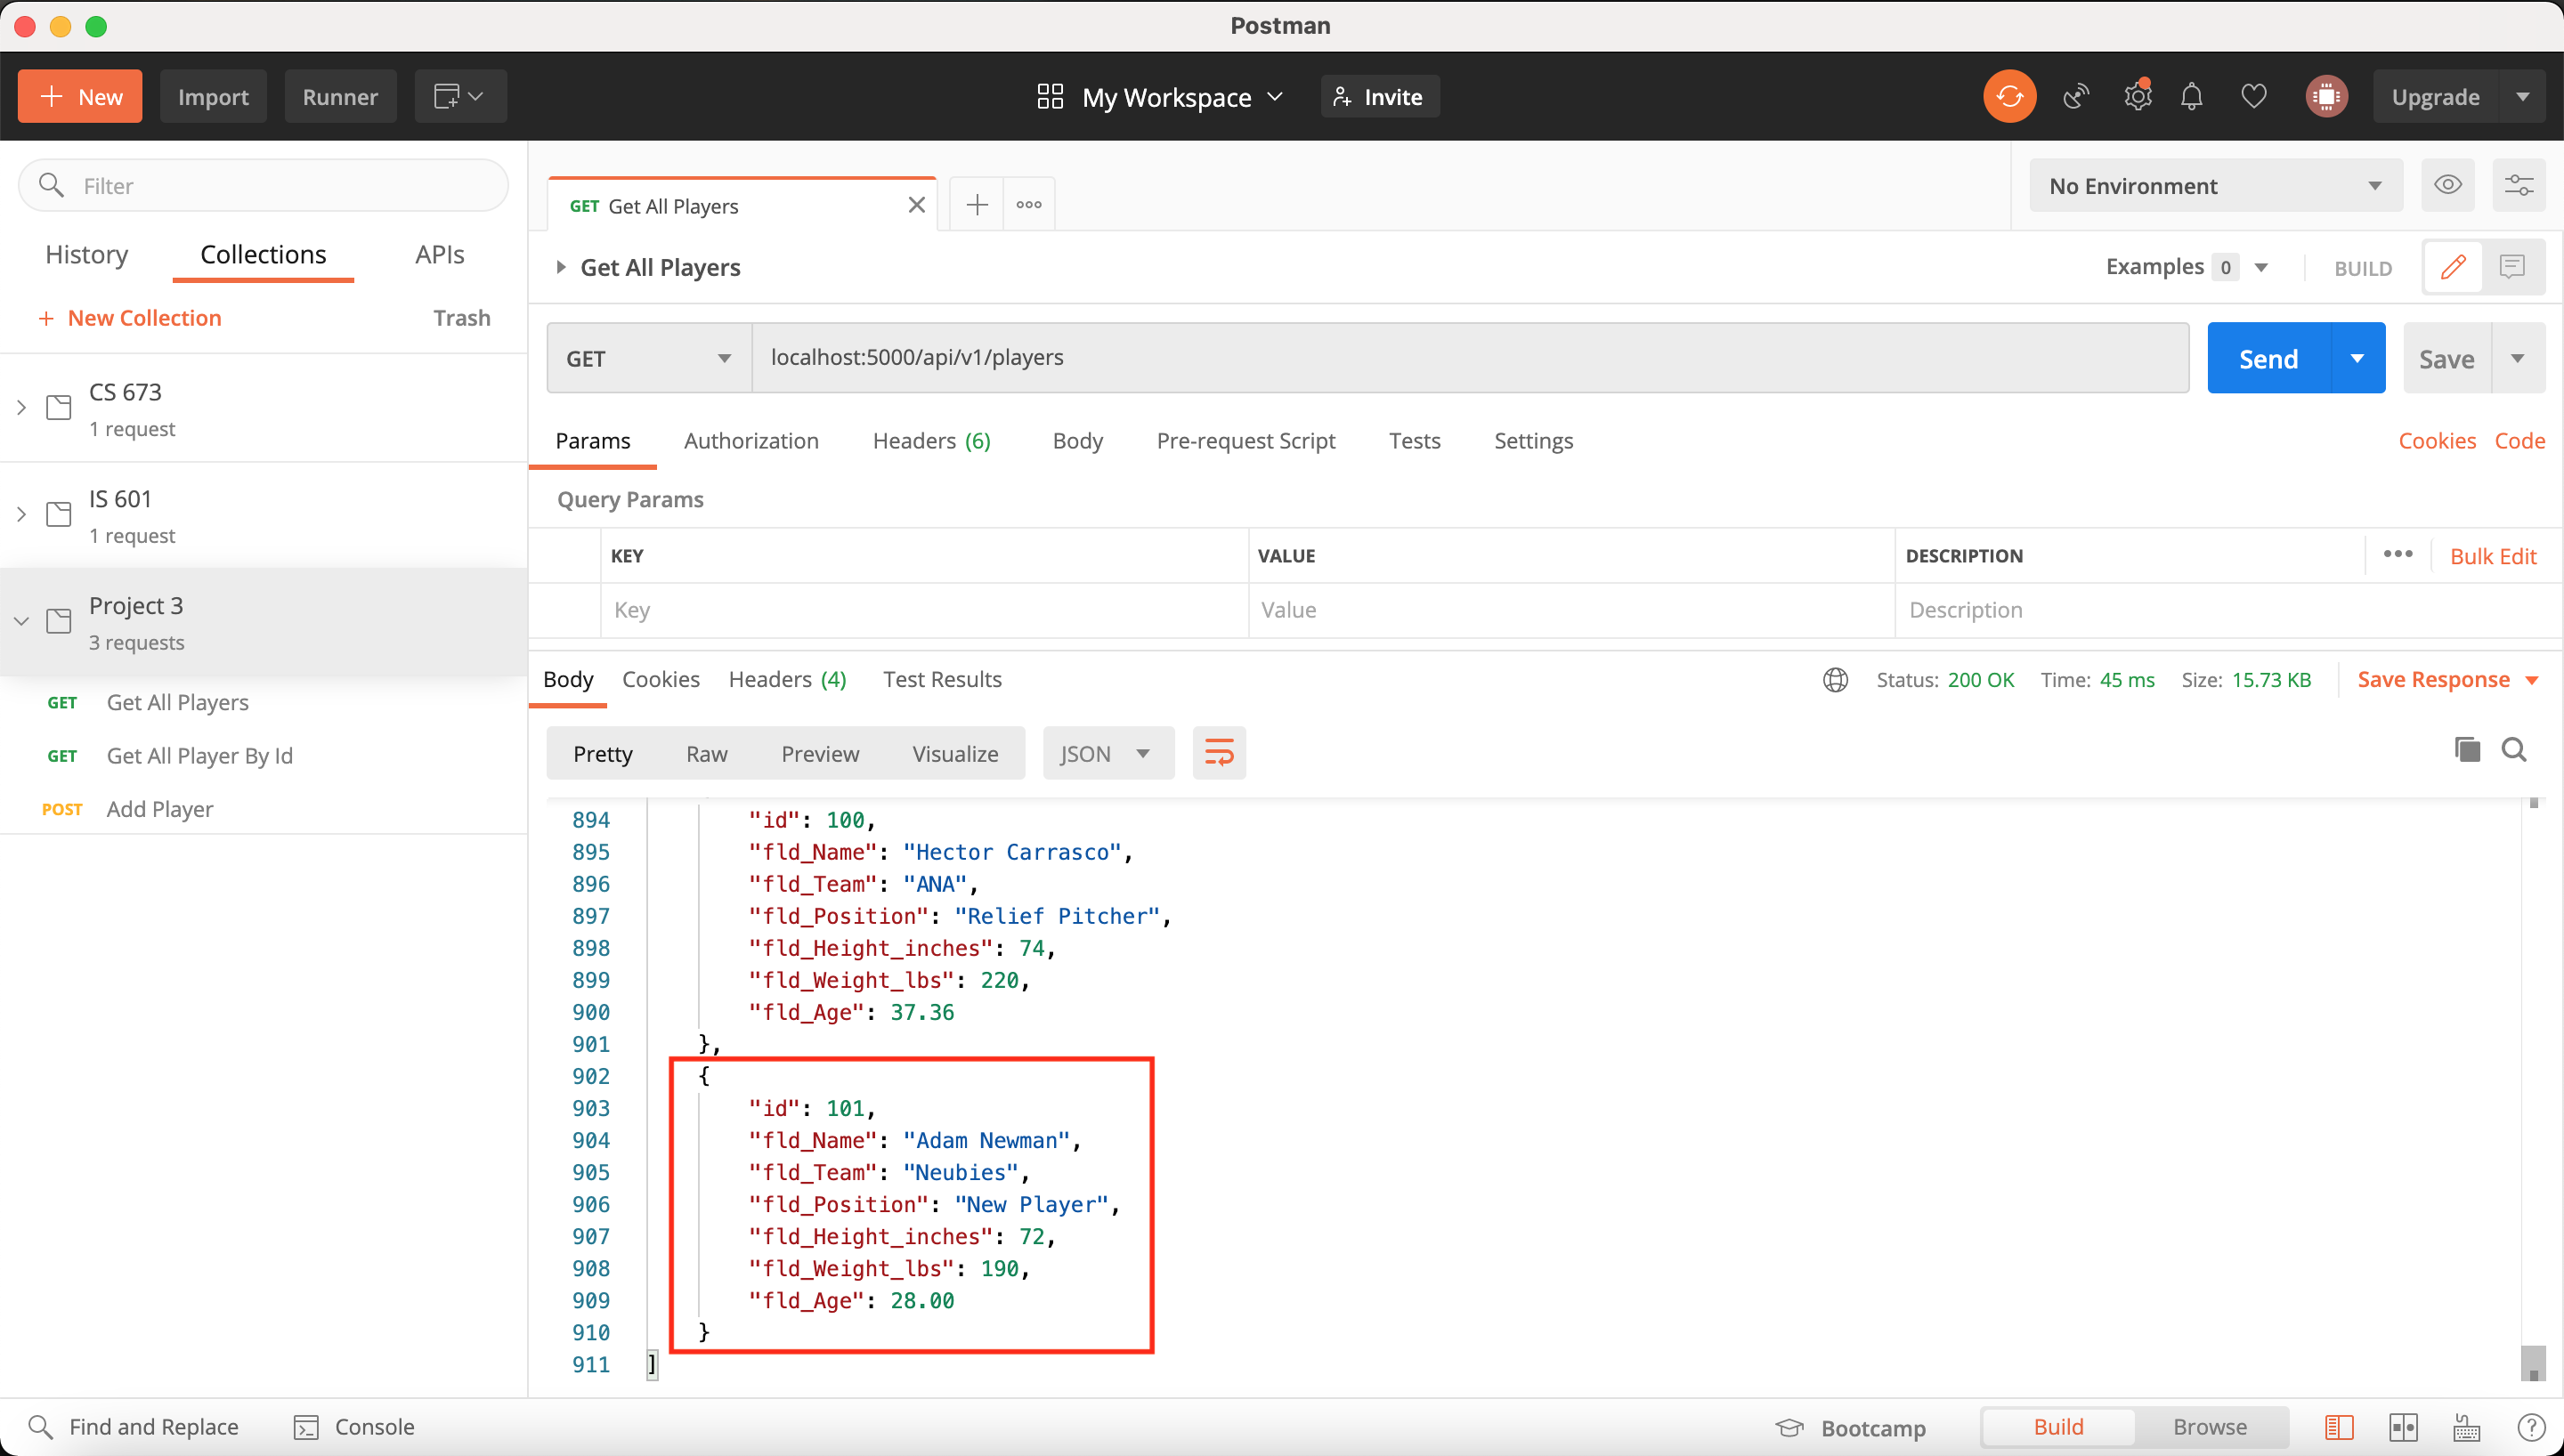 Postman
New Import Runner My Workspace Invite Upgrade
Filter
History Collections APIs
+ New Collection Trash
CS 673
1 request
IS 601
1 request
Project 3
3 requests
GET Get All Players
GET Get All Player By Id
POST Add Player
GET Get All Players
No Environment
Get All Players
Examples 0 BUILD
GET localhost:5000/api/v1/players Send Save
Params Authorization Headers (6) Body Pre-request Script Tests Settings Cookies Code
Query Params
KEY VALUE DESCRIPTION Bulk Edit
Key Value Description
Body Cookies Headers (4) Test Results Status: 200 OK Time: 45 ms Size: 15.73 KB Save Response
Pretty Raw Preview Visualize JSON
894 "id": 100,
895 "fld_Name": "Hector Carrasco",
896 "fld_Team": "ANA",
897 "fld_Position": "Relief Pitcher",
898 "fld_Height_inches": 74,
899 "fld_Weight_lbs": 220,
900 "fld_Age": 37.36
901 },
902 {
903 "id": 101,
904 "fld_Name": "Adam Newman",
905 "fld_Team": "Neubies",
906 "fld_Position": "New Player",
907 "fld_Height_inches": 72,
908 "fld_Weight_lbs": 190,
909 "fld_Age": 28.00
910 }
911 ]
Find and Replace Console Bootcamp Build Browse